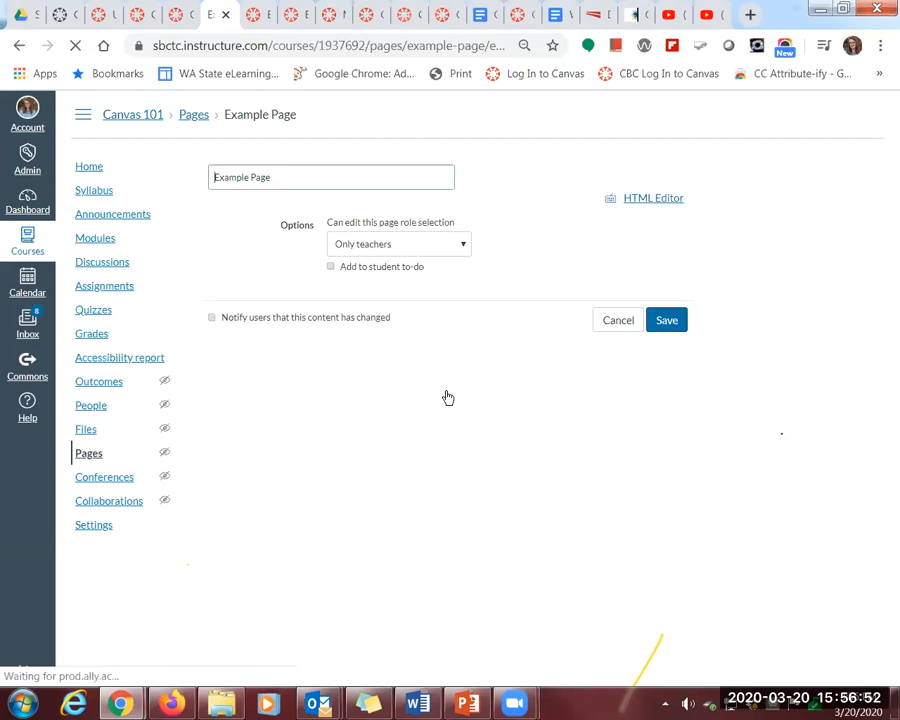 S
C
L
C
C
E
E
E
N
C
C
C
C
V
C
(
(
sbctc.instructure.com/courses/1937692/pages/example-page/e...
New
Apps
Bookmarks
WA State eLearning...
Google Chrome: Ad...
Print
Log In to Canvas
CBC Log In to Canvas
CC Attribute-ify - G...
»
Account
Admin
Dashboard
Courses
Calendar
8
Inbox
Commons
Help
Canvas 101 › Pages › Example Page
Home
Syllabus
Announcements
Modules
Discussions
Assignments
Quizzes
Grades
Accessibility report
Outcomes
People
Files
Pages
Conferences
Collaborations
Settings
Example Page
HTML Editor
Options
Can edit this page role selection
Only teachers
Add to student to-do
Notify users that this content has changed
Cancel
Save
Waiting for prod.ally.ac...
2020-03-20 15:56:52
3/20/2020